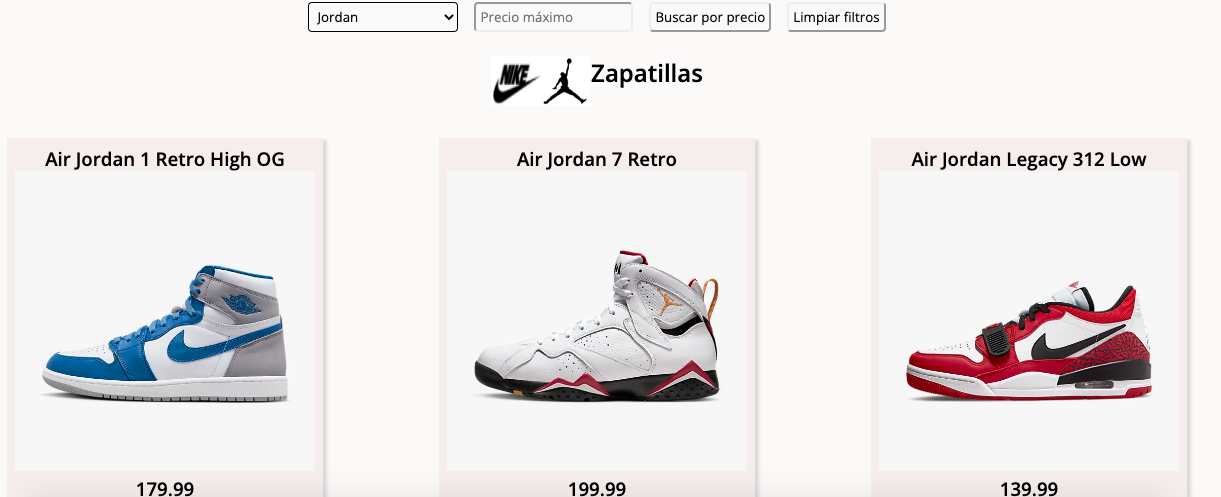 Jordan
Precio máximo
Buscar por precio
Limpiar filtros
NIKE
Zapatillas
Air Jordan 1 Retro High OG
Air Jordan 7 Retro
Air Jordan Legacy 312 Low
179.99
199.99
139.99